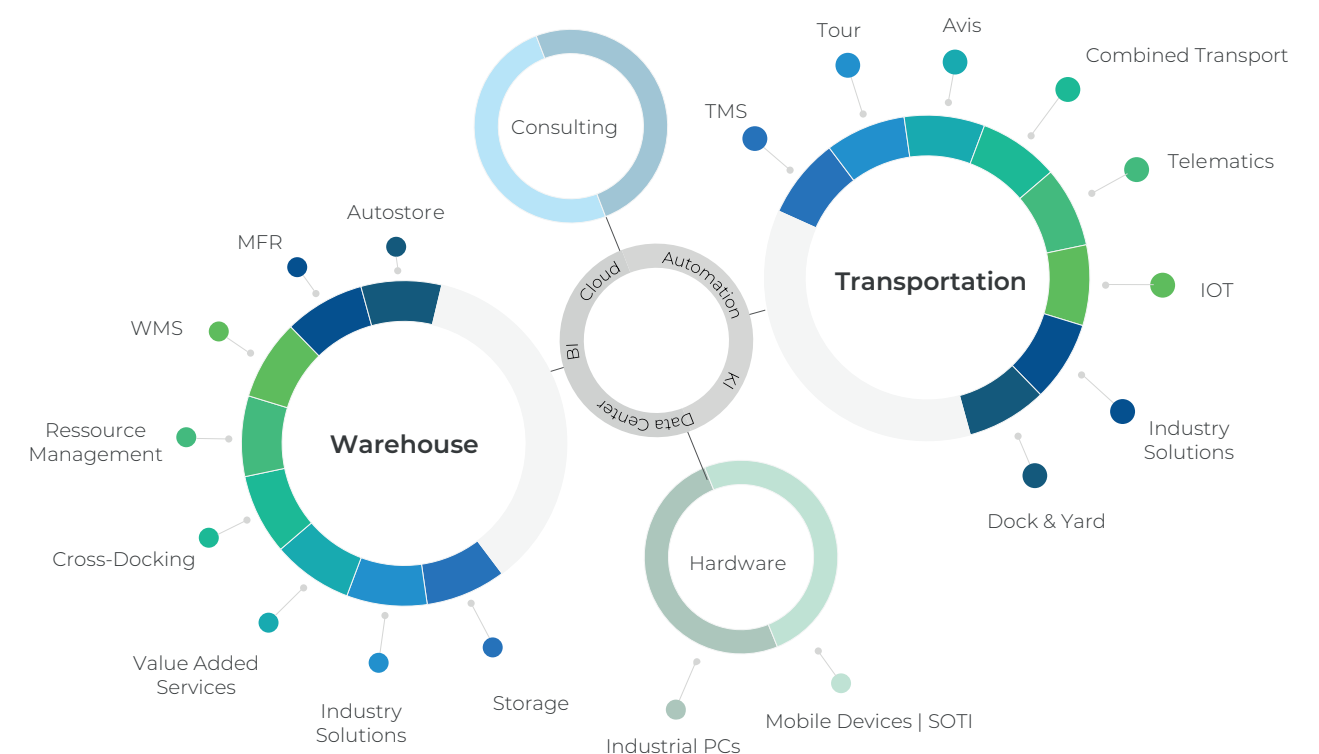 Tour
Avis
Combined Transport
TMS
Consulting
Telematics
Autostore
MFR
Cloud
Automation
Transportation
IOT
WMS
BI
KI
Data Center
Ressource
Management
Warehouse
Industry
Solutions
Dock & Yard
Cross-Docking
Hardware
Value Added
Services
Storage
Industry
Solutions
Mobile Devices | SOTI
Industrial PCs